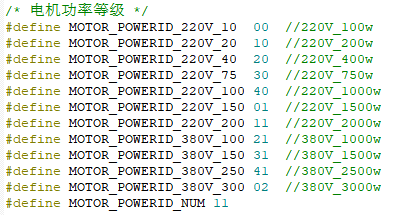 /* 电机功率等级 */
#define MOTOR_POWERID_220V_10  00  //220V_100w
#define MOTOR_POWERID_220V_20  10  //220V_200w
#define MOTOR_POWERID_220V_40  20  //220V_400w
#define MOTOR_POWERID_220V_75  30  //220V_750w
#define MOTOR_POWERID_220V_100 40  //220V_1000w
#define MOTOR_POWERID_220V_150 01  //220V_1500w
#define MOTOR_POWERID_220V_200 11  //220V_2000w
#define MOTOR_POWERID_380V_100 21  //380V_1000w
#define MOTOR_POWERID_380V_150 31  //380V_1500w
#define MOTOR_POWERID_380V_250 41  //380V_2500w
#define MOTOR_POWERID_380V_300 02  //380V_3000w
#define MOTOR_POWERID_NUM 11